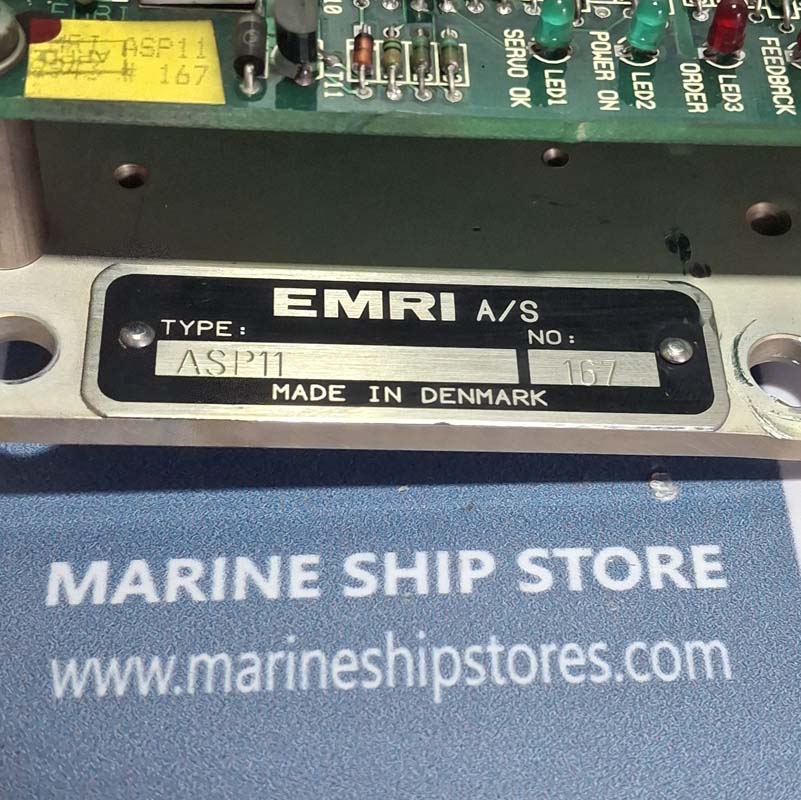 ASP11
# 167
SERVO OK
LED1
POWER ON
LED2
ORDER
LED3
FEEDBACK
EMRI A/S
TYPE:
NO:
ASP11
167
MADE IN DENMARK
MARINE SHIP STORE
www.marineshipstores.com